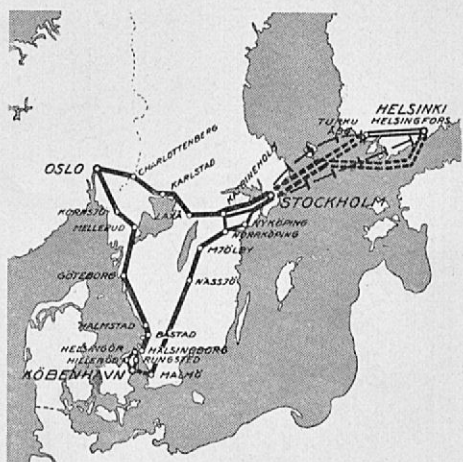 HELSINKI
HELSINGFORS
TURKU
ÅBO
CHARLOTTENBERG
OSLO
KARLSTAD
KATRINEHOLM
STOCKHOLM
KORNSJÖ
LAXÅ
NYKÖPING
MELLERUD
NORRKÖPING
MJÖLBY
GÖTEBORG
NÄSSJÖ
HALMSTAD
BÅSTAD
HELSINGÖR
HÄLSINGBORG
HILLERÖD
RUNGSTED
KÖBENHAVN
MALMÖ